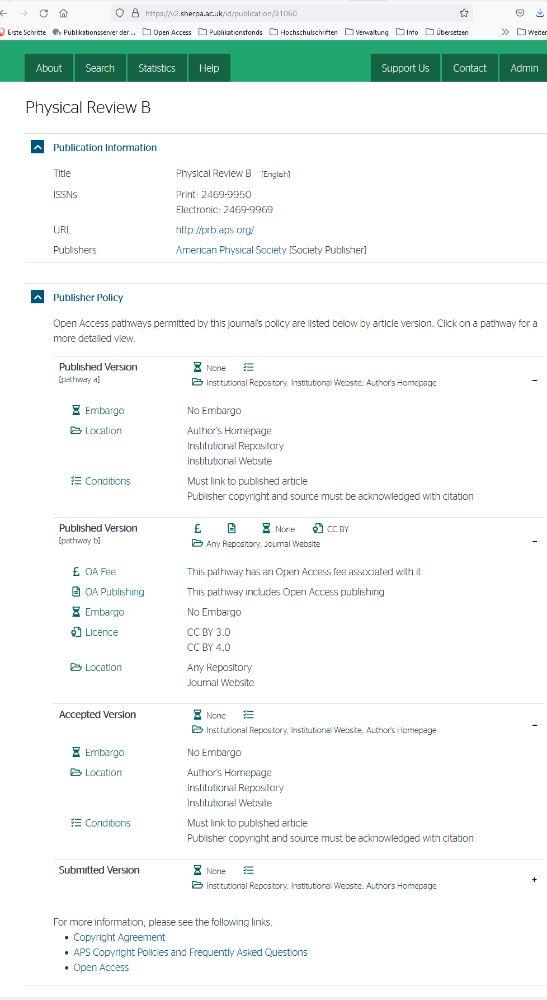 https://v2.sherpa.ac.uk/id/publication/31060
Erste Schritte Publikationsserver der ... Open Access Publikationsfonds Hochschulschriften Verwaltung Info Übersetzen Weiter
About Search Statistics Help Support Us Contact Admin
Physical Review B
Publication Information
Title Physical Review B [English]
ISSNs Print: 2469-9950
Electronic: 2469-9969
URL http://prb.aps.org/
Publishers American Physical Society [Society Publisher]
Publisher Policy
Open Access pathways permitted by this journal's policy are listed below by article version. Click on a pathway for a
more detailed view.
Published Version None
[pathway a] Institutional Repository, Institutional Website, Author's Homepage −
Embargo No Embargo
Location Author's Homepage
Institutional Repository
Institutional Website
Conditions Must link to published article
Publisher copyright and source must be acknowledged with citation
Published Version £ None CC BY
[pathway b] Any Repository, Journal Website −
£ OA Fee This pathway has an Open Access fee associated with it
OA Publishing This pathway includes Open Access publishing
Embargo No Embargo
Licence CC BY 3.0
CC BY 4.0
Location Any Repository
Journal Website
Accepted Version None
Institutional Repository, Institutional Website, Author's Homepage −
Embargo No Embargo
Location Author's Homepage
Institutional Repository
Institutional Website
Conditions Must link to published article
Publisher copyright and source must be acknowledged with citation
Submitted Version None
Institutional Repository, Institutional Website, Author's Homepage +
For more information, please see the following links:
• Copyright Agreement
• APS Copyright Policies and Frequently Asked Questions
• Open Access